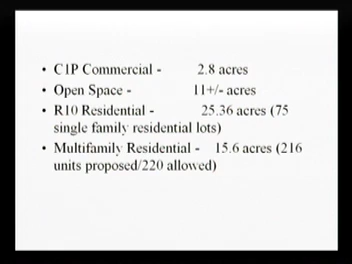 • C1P Commercial - 2.8 acres
• Open Space - 11+/- acres
• R10 Residential - 25.36 acres (75
single family residential lots)
• Multifamily Residential - 15.6 acres (216
units proposed/220 allowed)